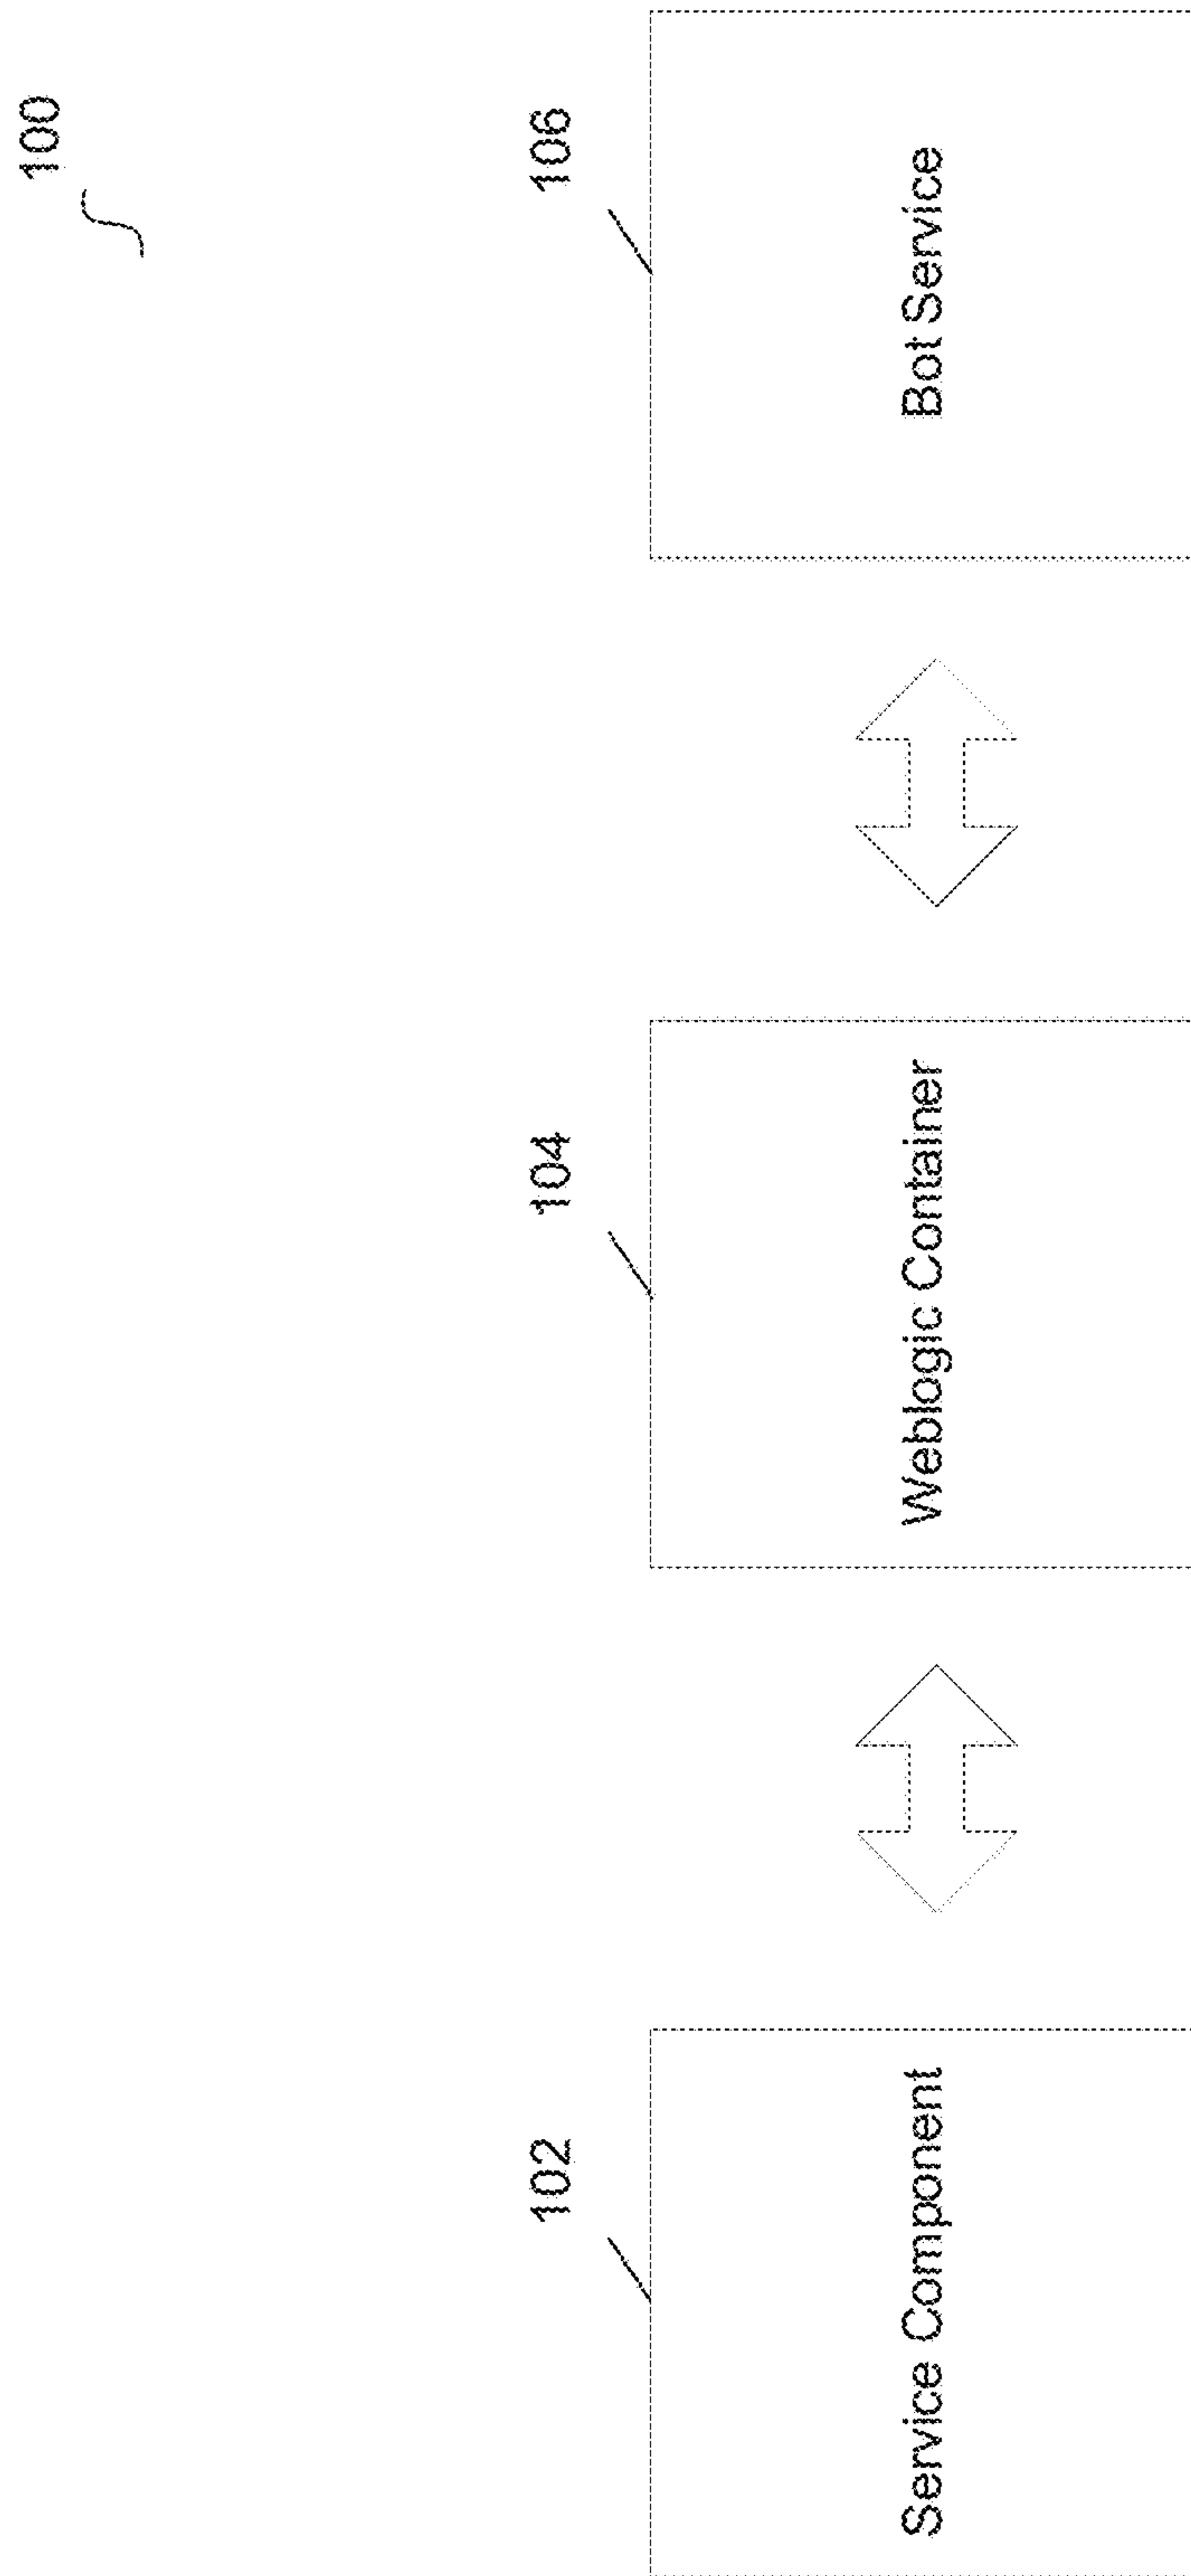 100
102
104
106
Service Component
Weblogic Container
Bot Service